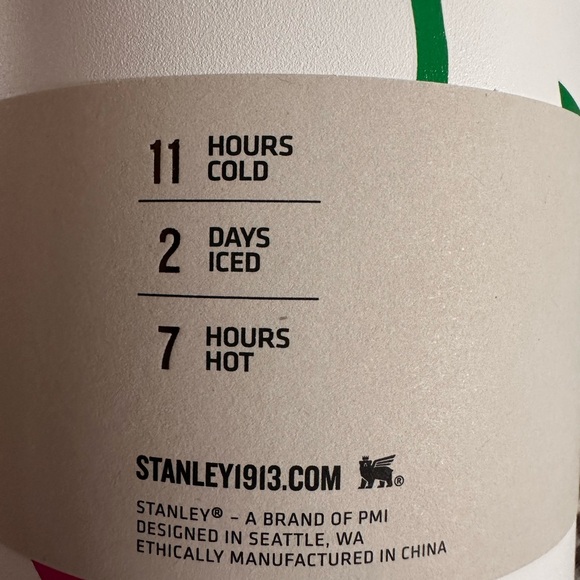 11 HOURS
COLD
2 DAYS
ICED
7 HOURS
HOT
STANLEY1913.COM ®
STANLEY® – A BRAND OF PMI
DESIGNED IN SEATTLE, WA
ETHICALLY MANUFACTURED IN CHINA